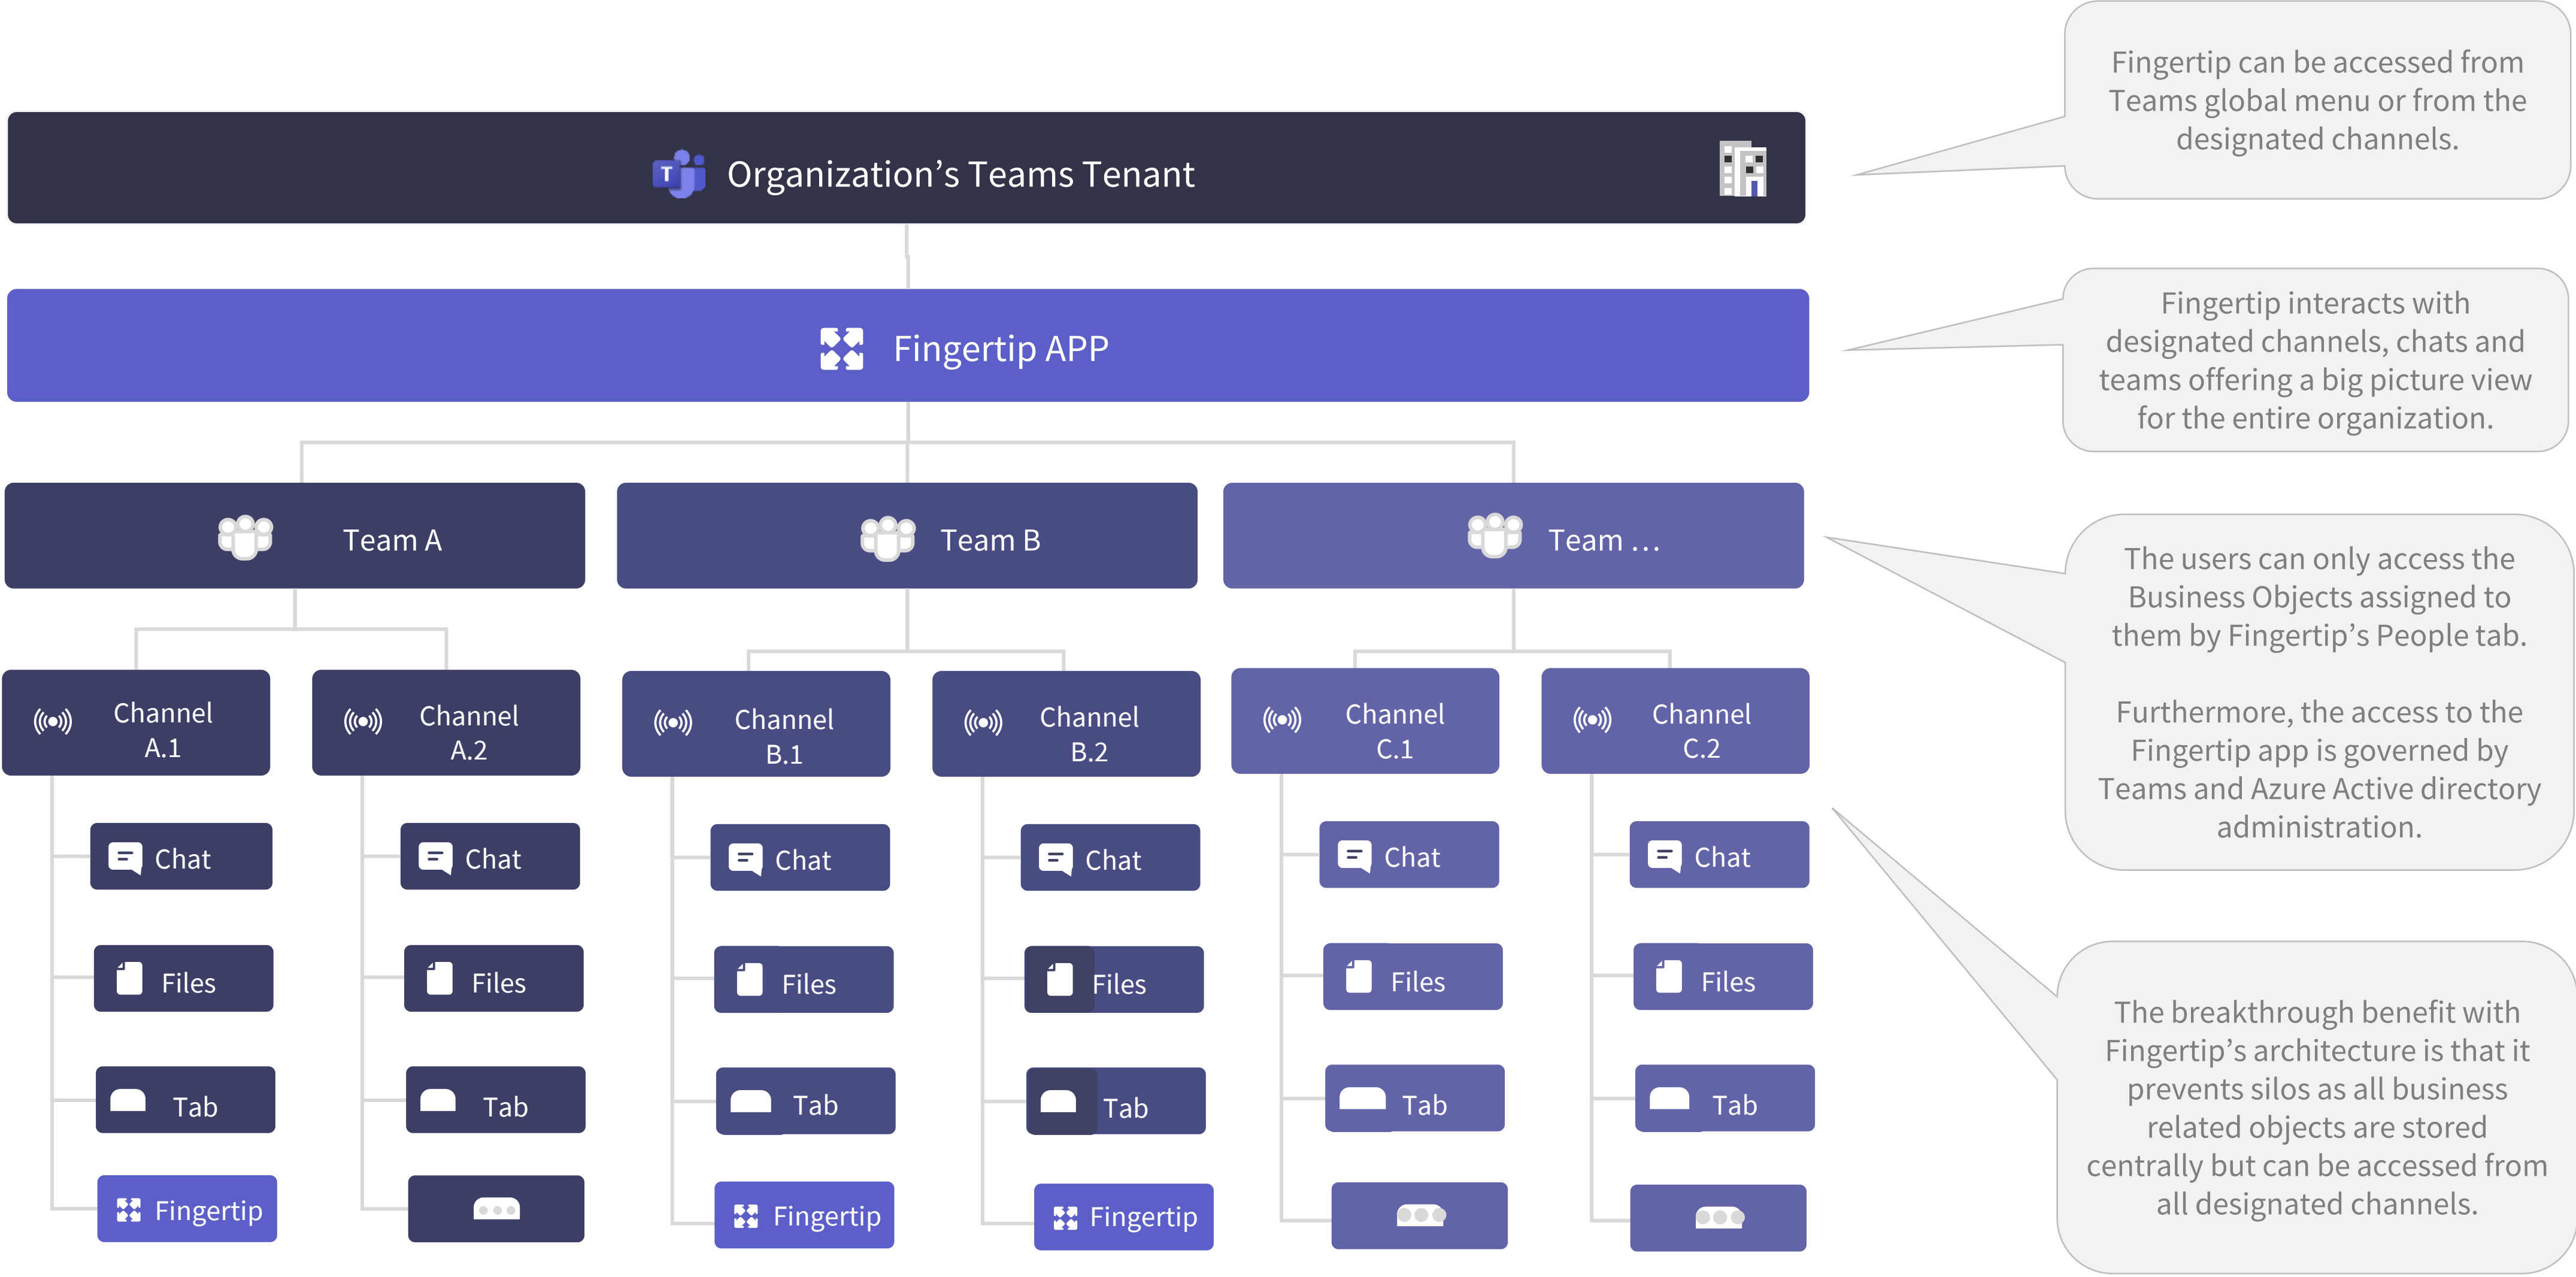 Fingertip can be accessed from
Teams global menu or from the
designated channels.
T
Organization’s Teams Tenant
Fingertip interacts with
designated channels, chats and
teams offering a big picture view
for the entire organization.
Fingertip APP
Team A
Team B
Team ...
The users can only access the
Business Objects assigned to
them by Fingertip’s People tab.
Furthermore, the access to the
Fingertip app is governed by
Teams and Azure Active directory
administration.
Channel
A.1
Channel
A.2
Channel
B.1
Channel
B.2
Channel
C.1
Channel
C.2
Chat
Chat
Chat
Chat
Chat
Chat
Files
Files
Files
Files
Files
Files
Tab
Tab
Tab
Tab
Tab
Tab
Fingertip
Fingertip
Fingertip
The breakthrough benefit with
Fingertip’s architecture is that it
prevents silos as all business
related objects are stored
centrally but can be accessed from
all designated channels.